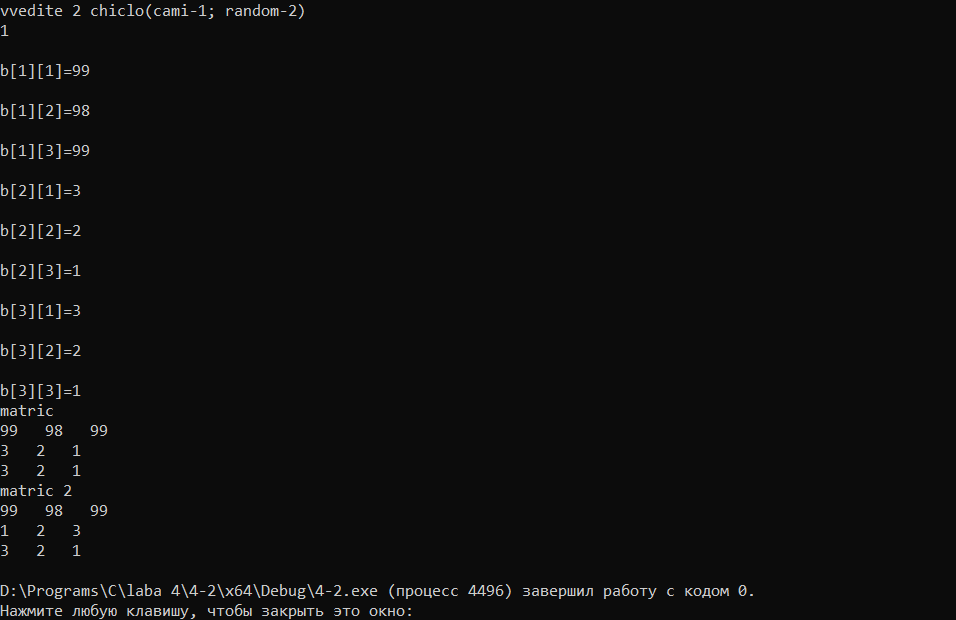 vvedite 2 chiclo(cami-1; random-2)
1
b[1][1]=99
b[1][2]=98
b[1][3]=99
b[2][1]=3
b[2][2]=2
b[2][3]=1
b[3][1]=3
b[3][2]=2
b[3][3]=1
matric
99   98   99
3   2   1
3   2   1
matric 2
99   98   99
1   2   3
3   2   1
D:\Programs\C\laba 4\4-2\x64\Debug\4-2.exe (процесс 4496) завершил работу с кодом 0.
Нажмите любую клавишу, чтобы закрыть это окно: